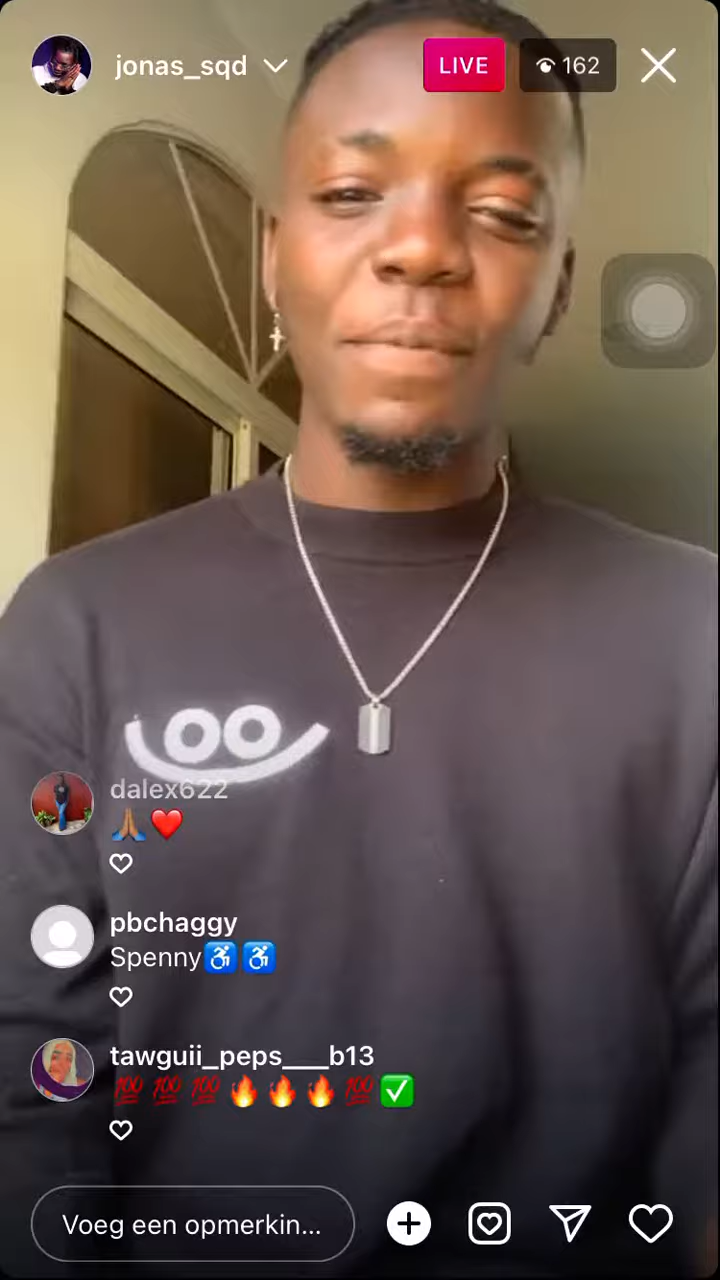 jonas_sqd
LIVE
162
dalex622
🙏🏾❤️
pbchaggy
Spenny♿♿
tawguii_peps___b13
💯💯💯🔥🔥🔥💯✅
Voeg een opmerkin...